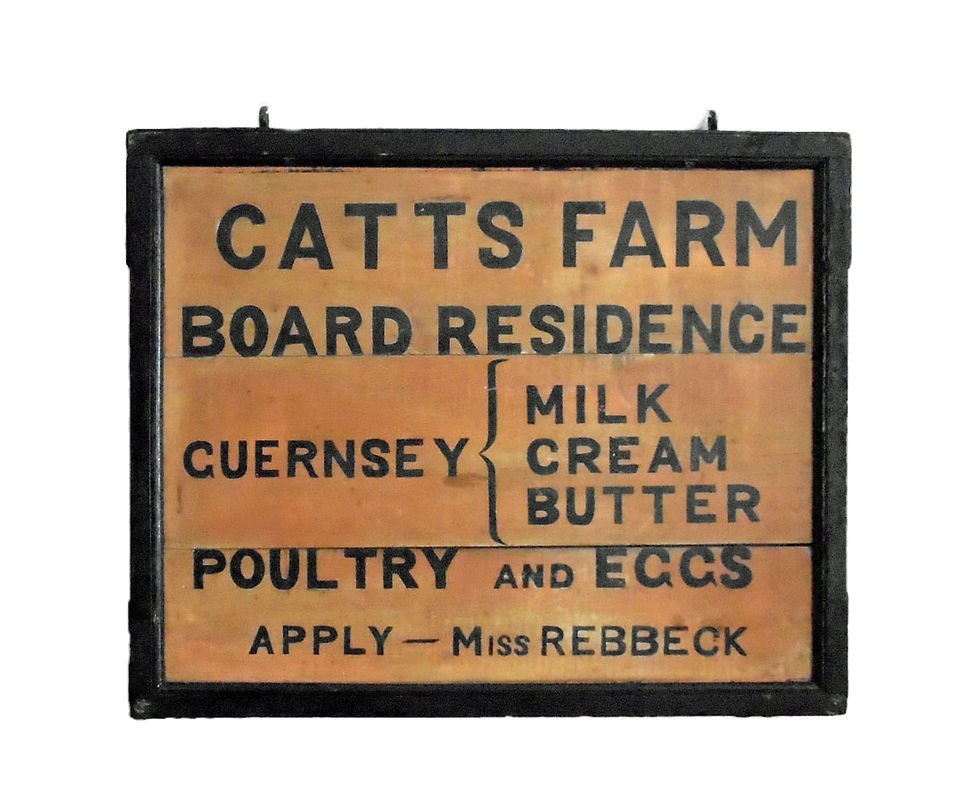 CATTS FARM
BOARD RESIDENCE
GUERNSEY { MILK
CREAM
BUTTER
POULTRY AND EGGS
APPLY — MISS REBBECK